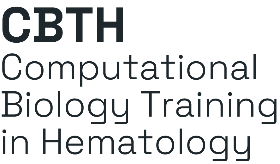 CBTH
Computational
Biology Training
in Hematology